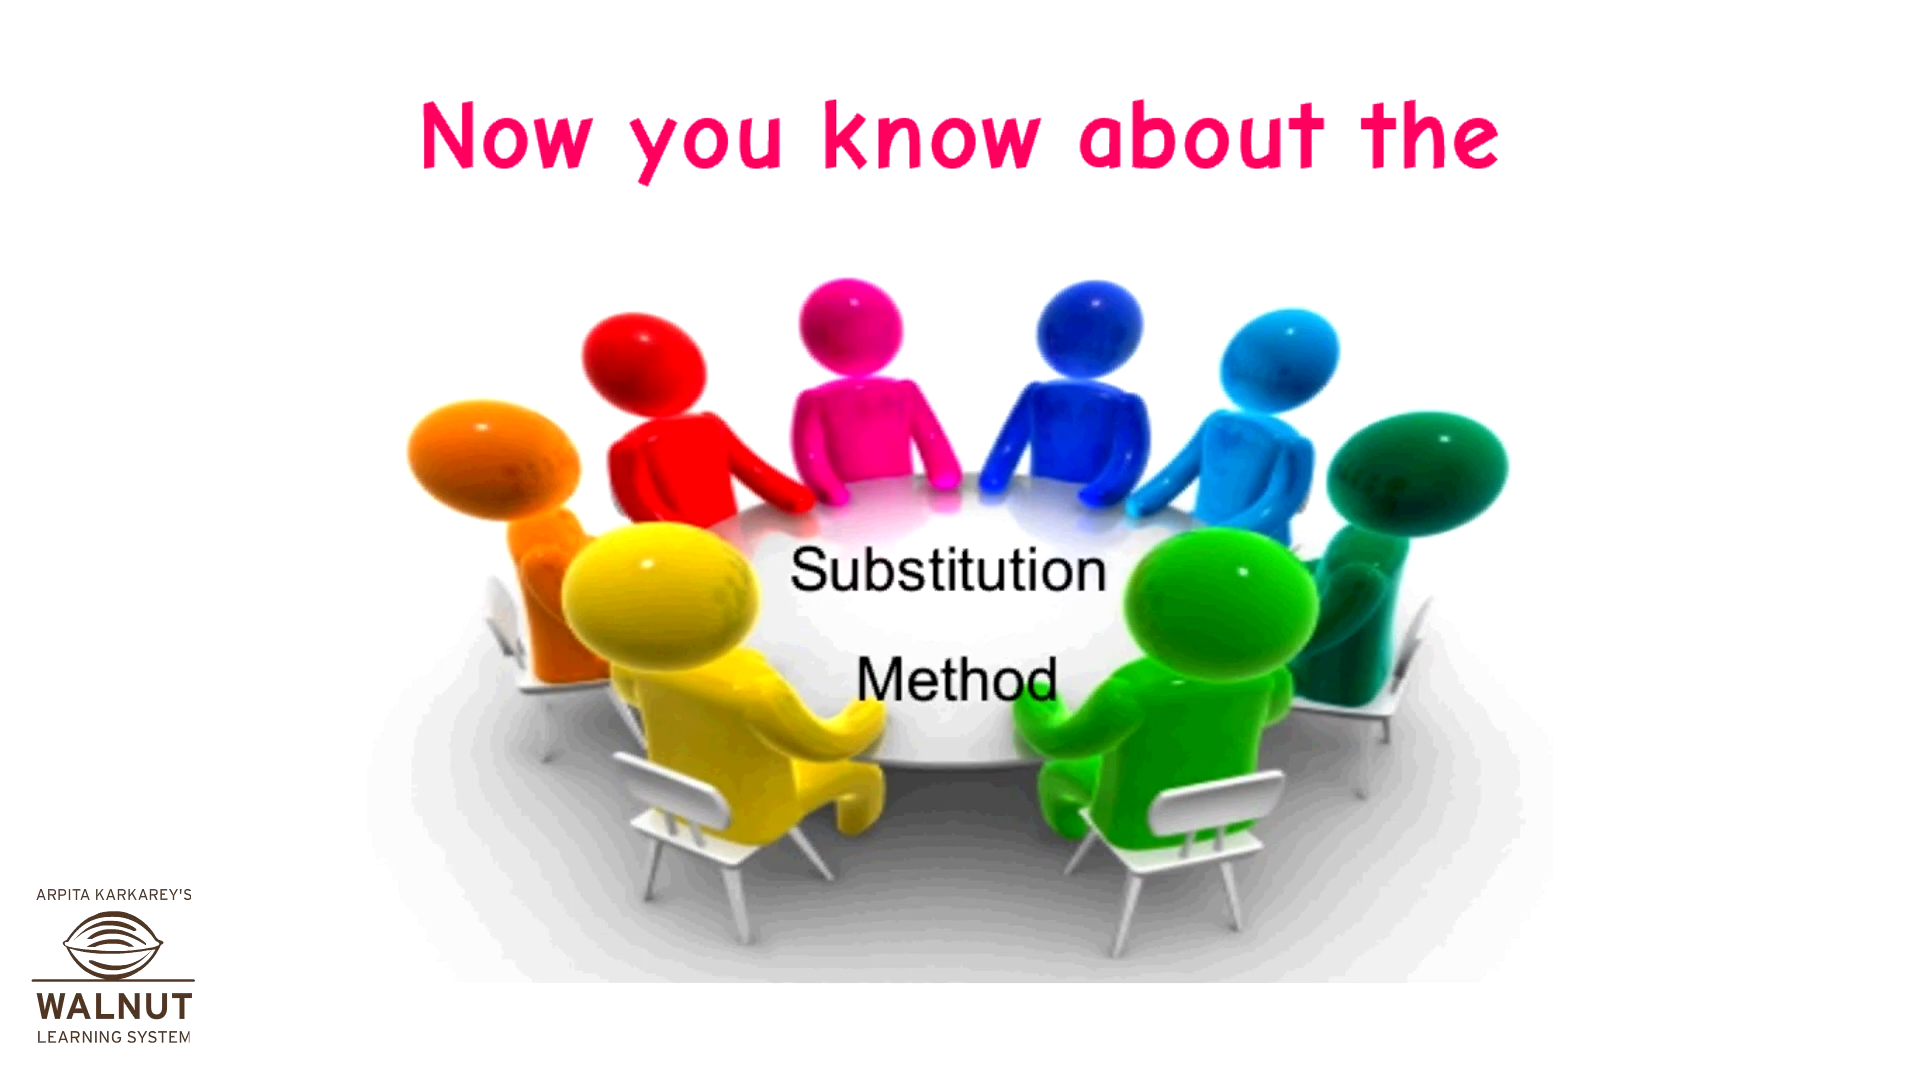 Now you know about the
Substitution
Method
ARPITA KARKAREY'S
WALNUT
LEARNING SYSTEM